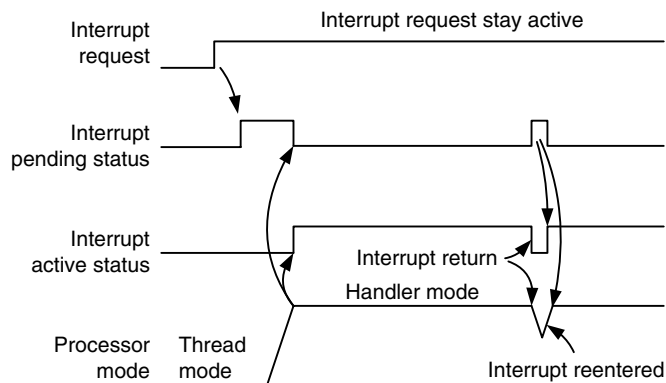 Interrupt request stay active
Interrupt
request
Interrupt
pending status
Interrupt
active status
Interrupt return
Handler mode
Processor
mode
Thread
mode
Interrupt reentered